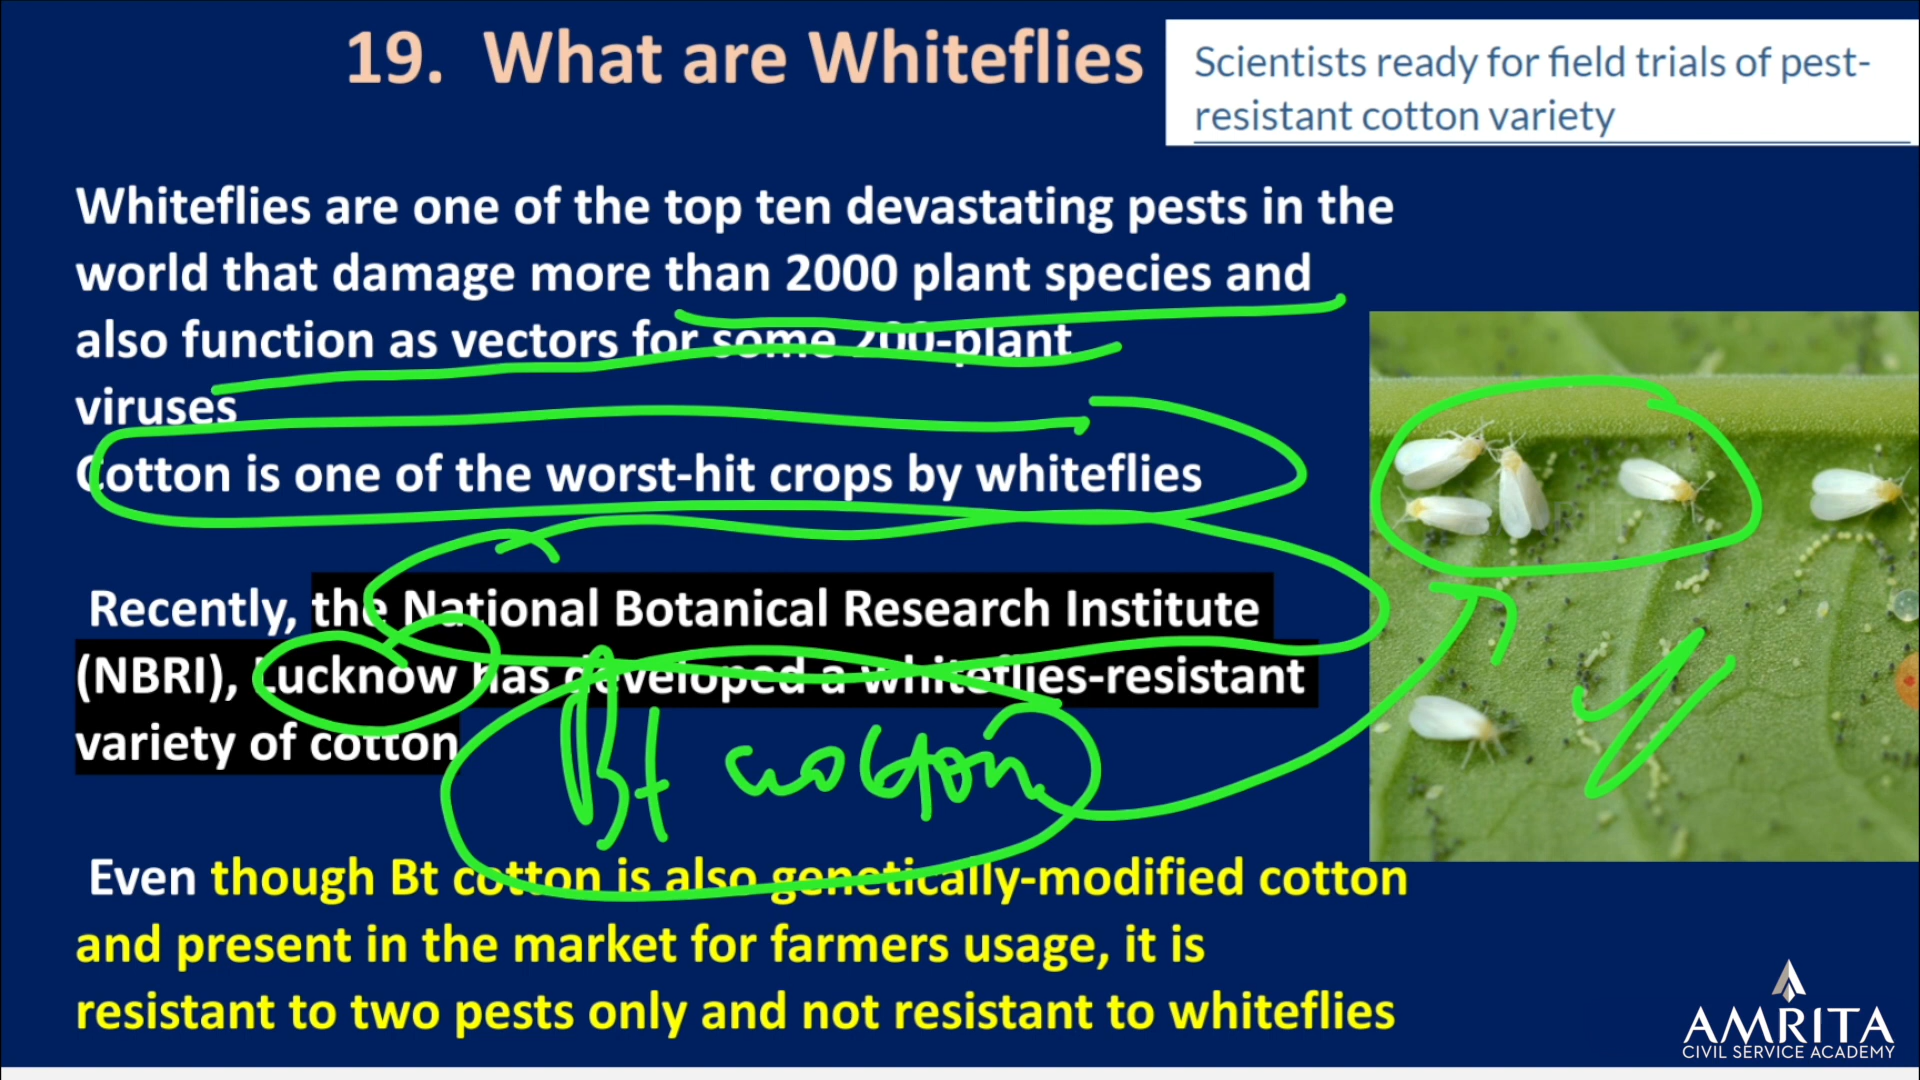 19. What are Whiteflies
Scientists ready for field trials of pest-
resistant cotton variety
Whiteflies are one of the top ten devastating pests in the
world that damage more than 2000 plant species and
also function as vectors for some 200-plant
viruses
Cotton is one of the worst-hit crops by whiteflies
Recently, the National Botanical Research Institute
(NBRI), Lucknow has developed a whiteflies-resistant
variety of cotton
Bt cotton
Even though Bt cotton is also genetically-modified cotton
and present in the market for farmers usage, it is
resistant to two pests only and not resistant to whiteflies
AMRITA
CIVIL SERVICE ACADEMY